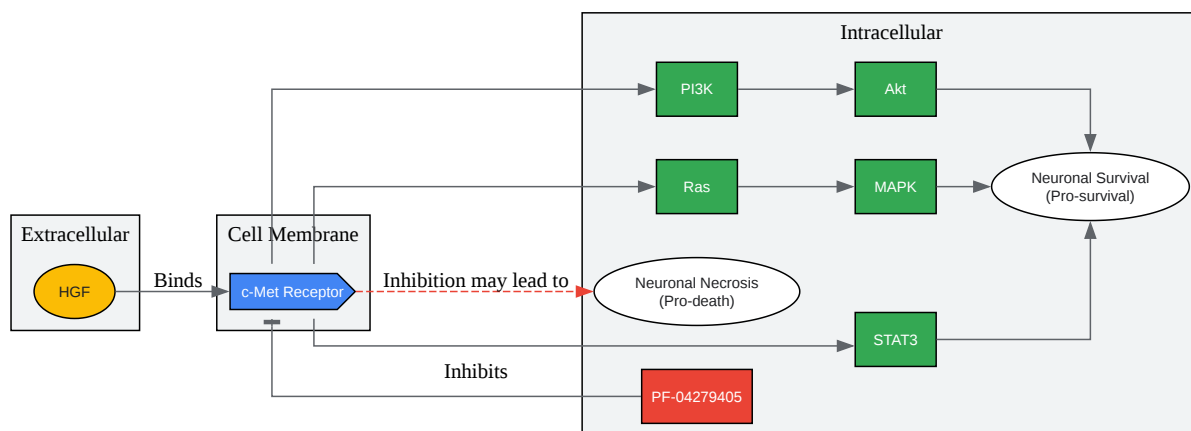 Intracellular
PI3K
Akt
Ras
MAPK
Neuronal Survival
(Pro-survival)
Extracellular
Cell Membrane
HGF
Binds
c-Met Receptor
Inhibition may lead to
Neuronal Necrosis
(Pro-death)
STAT3
Inhibits
PF-04279405